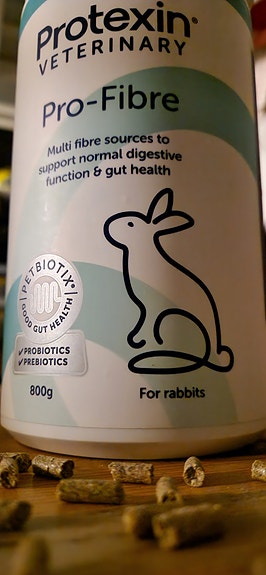 Protexin®
VETERINARY
Pro-Fibre
Multi fibre sources to
support normal digestive
function & gut health
PETBIOTIX®
GOOD GUT HEALTH
✓PROBIOTICS
✓PREBIOTICS
800g
For rabbits